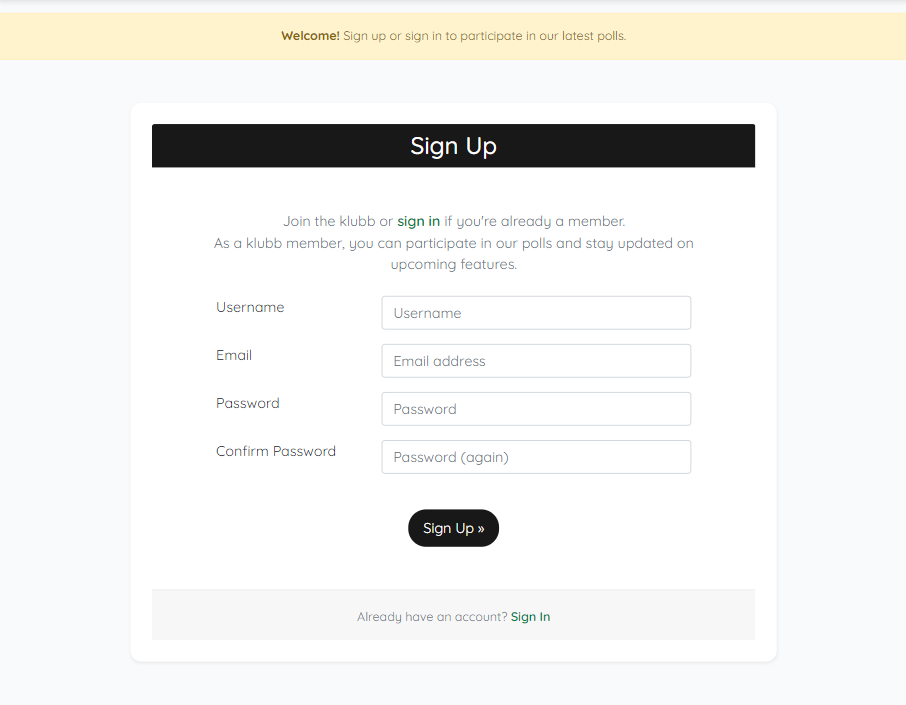 Welcome! Sign up or sign in to participate in our latest polls.
Sign Up
Join the klubb or sign in if you're already a member.
As a klubb member, you can participate in our polls and stay updated on
upcoming features.
Username
Username
Email
Email address
Password
Password
Confirm Password
Password (again)
Sign Up »
Already have an account? Sign In